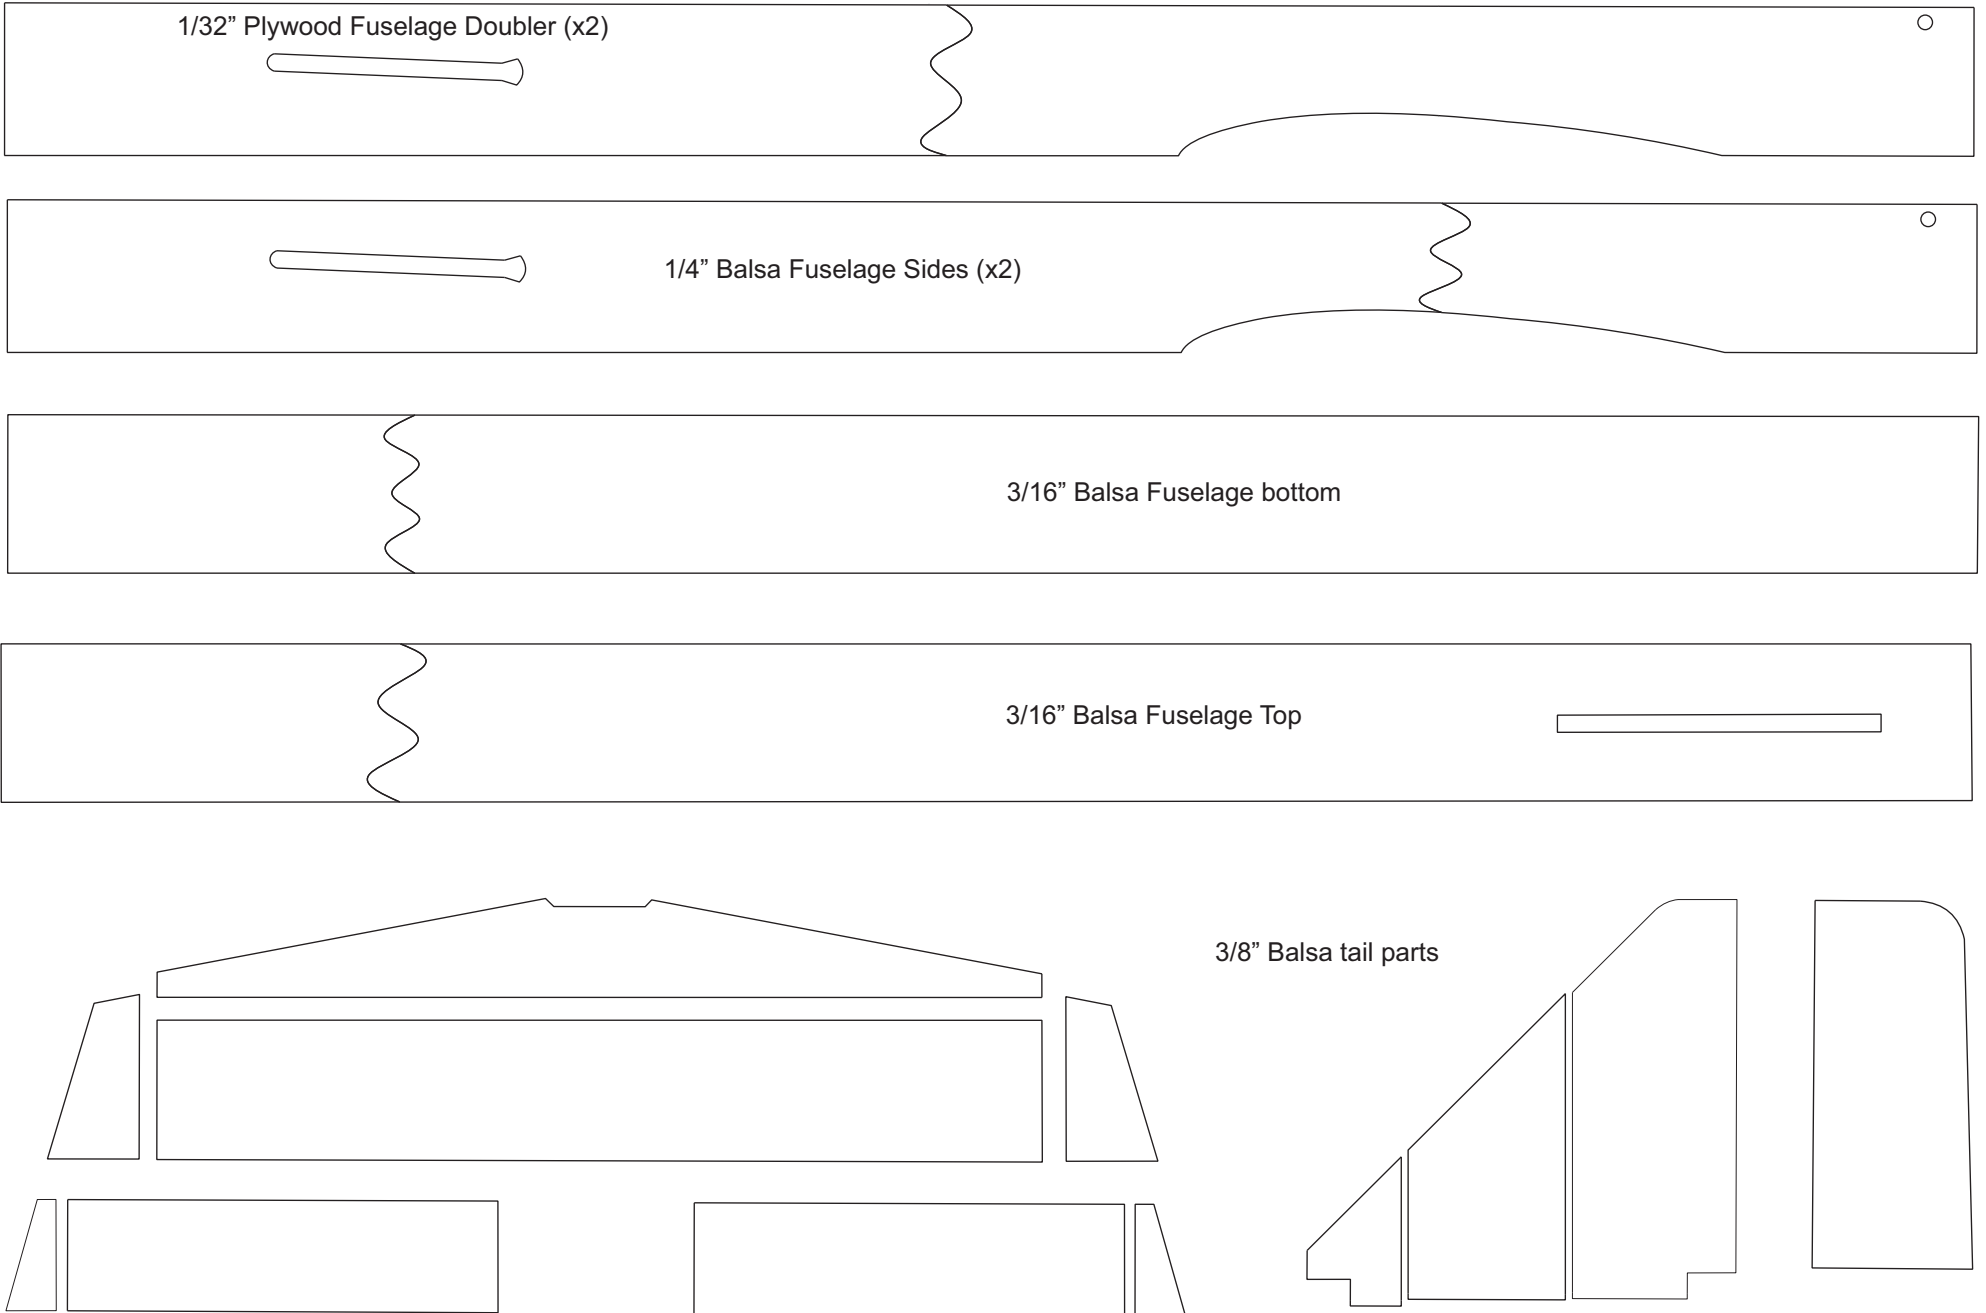 1/32” Plywood Fuselage Doubler (x2)
1/4” Balsa Fuselage Sides (x2)
3/16” Balsa Fuselage bottom
3/16” Balsa Fuselage Top
3/8” Balsa tail parts